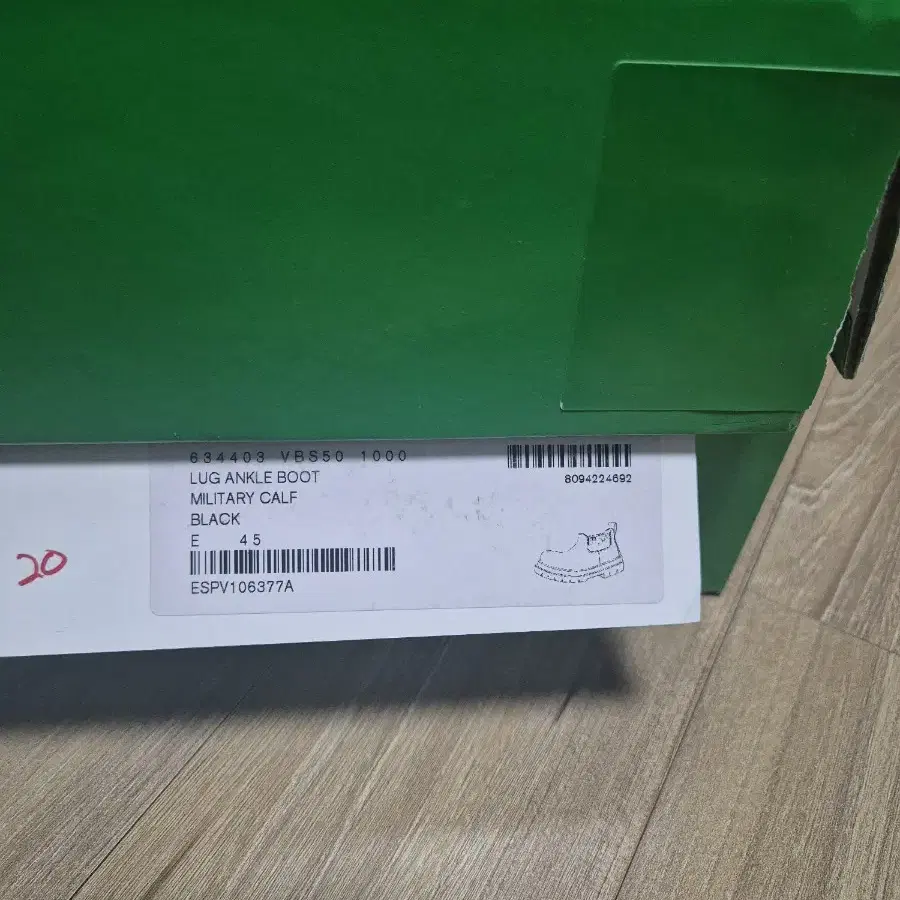 634403 VBS50 1000
LUG ANKLE BOOT
MILITARY CALF
BLACK
E 45
ESPV106377A
8094224692
20